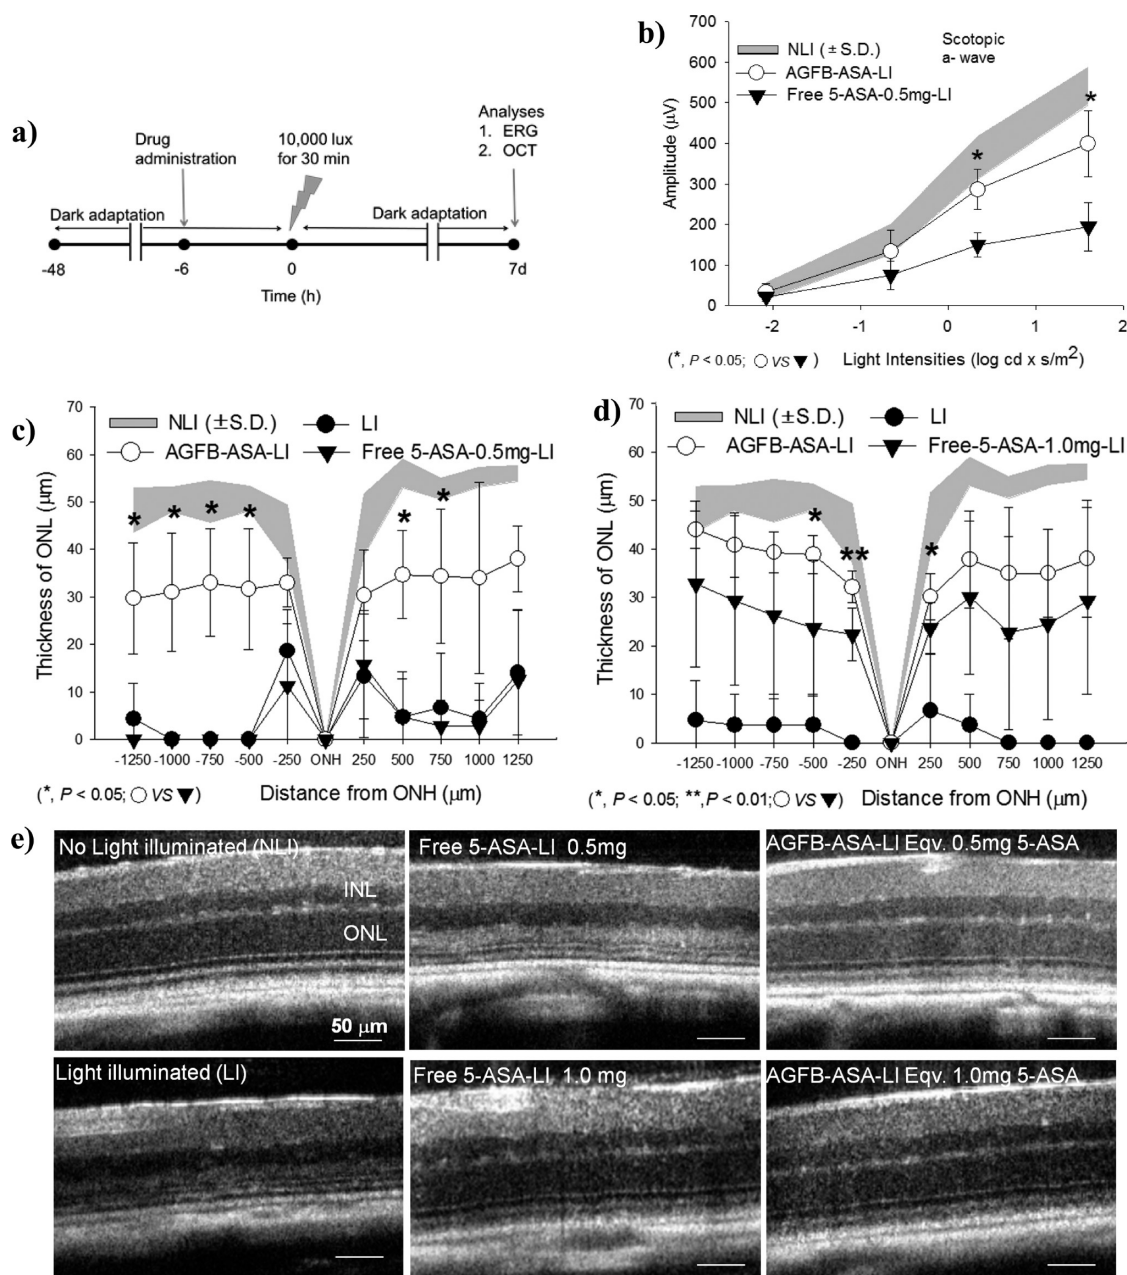 a)
Drug
administration
10,000 lux
for 30 min
Analyses
1. ERG
2. OCT
Dark adaptation
Dark adaptation
-48
-6
0
7d
Time (h)
b)
NLI (±S.D.)
AGFB-ASA-LI
Free 5-ASA-0.5mg-LI
Scotopic
a- wave
Amplitude (µV)
700
600
500
400
300
200
100
0
*
*
-2 -1 0 1 2
(*, P < 0.05; ○ VS ▼) Light Intensities (log cd x s/m²)
c)
NLI (±S.D.) LI
AGFB-ASA-LI Free 5-ASA-0.5mg-LI
Thickness of ONL (µm)
70
60
50
40
30
20
10
0
* * * * * *
-1250 -1000 -750 -500 -250 ONH 250 500 750 1000 1250
(*, P < 0.05; ○ VS ▼) Distance from ONH (µm)
d)
NLI (±S.D.) LI
AGFB-ASA-LI Free-5-ASA-1.0mg-LI
Thickness of ONL (µm)
70
60
50
40
30
20
10
0
* ** *
-1250 -1000 -750 -500 -250 ONH 250 500 750 1000 1250
(*, P < 0.05; **,P < 0.01;○ VS ▼) Distance from ONH (µm)
e)
No Light illuminated (NLI)
INL
ONL
50 µm
Free 5-ASA-LI 0.5mg
AGFB-ASA-LI Eqv. 0.5mg 5-ASA
Light illuminated (LI)
Free 5-ASA-LI 1.0 mg
AGFB-ASA-LI Eqv. 1.0mg 5-ASA